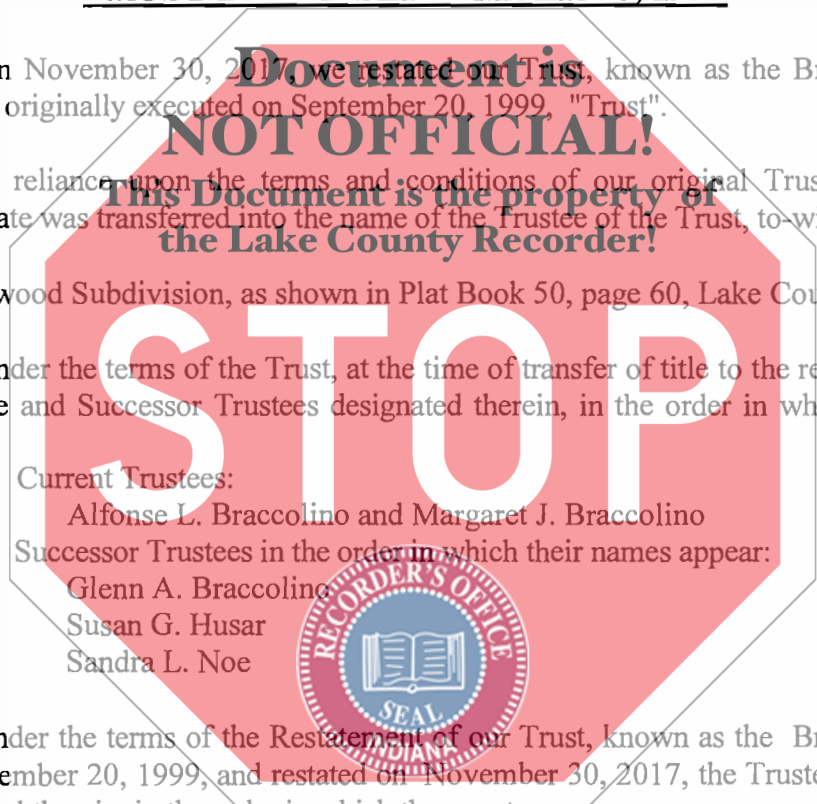 n November 30, 2017, we restated our Trust, known as the Br
Document is
originally executed on September 20, 1999, "Trust".
NOT OFFICIAL!
reliance upon the terms and conditions of our original Trus
This Document is the property of
ate was transferred into the name of the Trustee of the Trust, to-wi
the Lake County Recorder!
wood Subdivision, as shown in Plat Book 50, page 60, Lake Cou
STOP
nder the terms of the Trust, at the time of transfer of title to the re
e and Successor Trustees designated therein, in the order in wh
Current Trustees:
Alfonse L. Braccolino and Margaret J. Braccolino
Successor Trustees in the order in which their names appear:
Glenn A. Braccolino
Susan G. Husar
Sandra L. Noe
RECORDER'S OFFICE
SEAL
INDIANA
nder the terms of the Restatement of our Trust, known as the Br
ember 20, 1999, and restated on November 30, 2017, the Truste